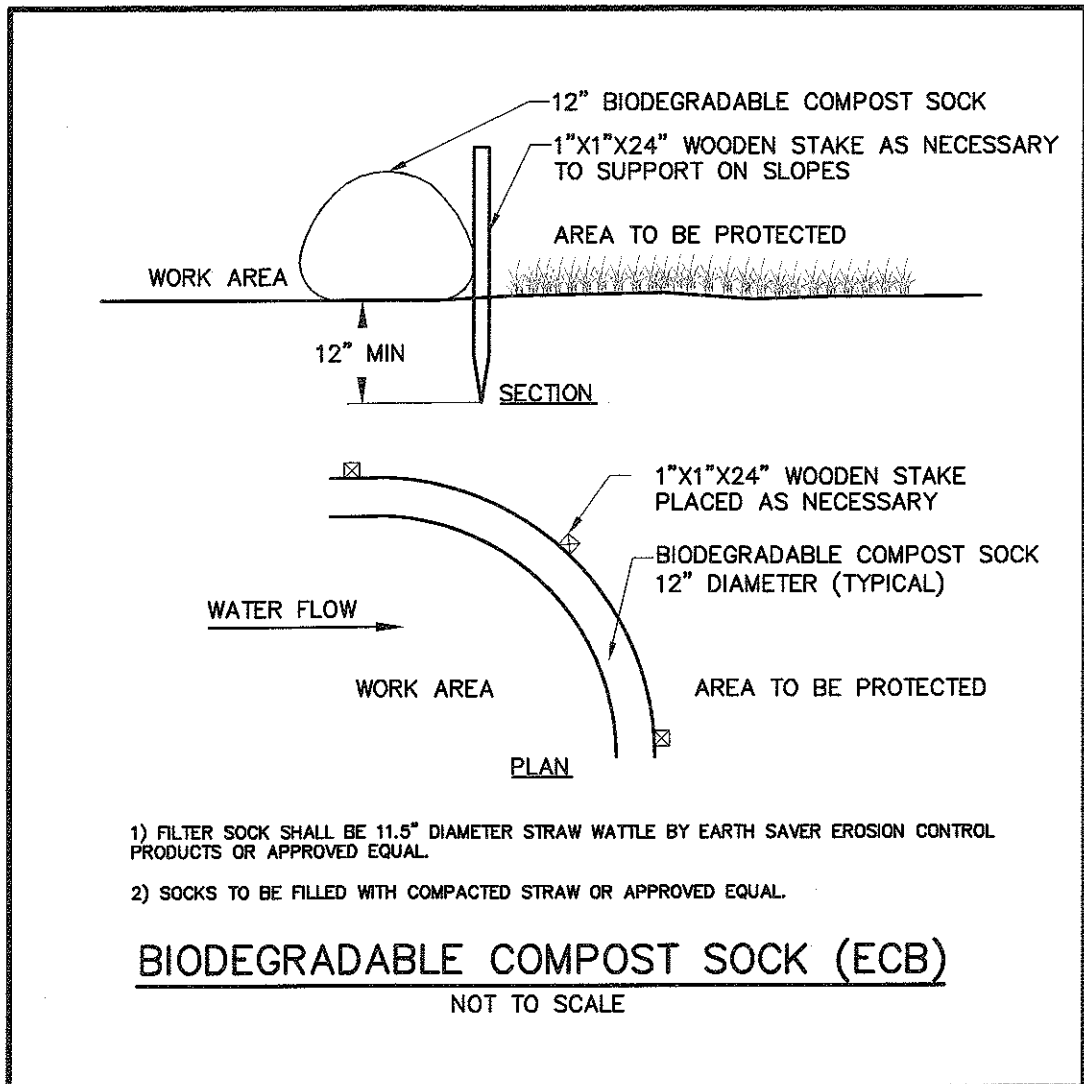 12" BIODEGRADABLE COMPOST SOCK
1"X1"X24" WOODEN STAKE AS NECESSARY
TO SUPPORT ON SLOPES
AREA TO BE PROTECTED
WORK AREA
12" MIN
SECTION
1"X1"X24" WOODEN STAKE
PLACED AS NECESSARY
BIODEGRADABLE COMPOST SOCK
12" DIAMETER (TYPICAL)
WATER FLOW
WORK AREA
AREA TO BE PROTECTED
PLAN
1) FILTER SOCK SHALL BE 11.5" DIAMETER STRAW WATTLE BY EARTH SAVER EROSION CONTROL
PRODUCTS OR APPROVED EQUAL.
2) SOCKS TO BE FILLED WITH COMPACTED STRAW OR APPROVED EQUAL.
BIODEGRADABLE COMPOST SOCK (ECB)
NOT TO SCALE